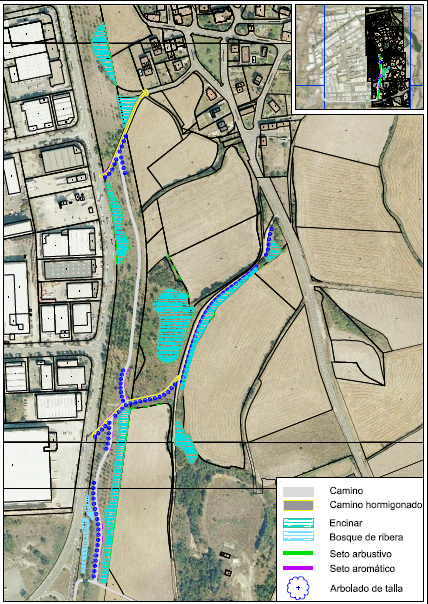 Camino
Camino hormigonado
Encinar
Bosque de ribera
Seto arbustivo
Seto aromático
Arbolado de talla